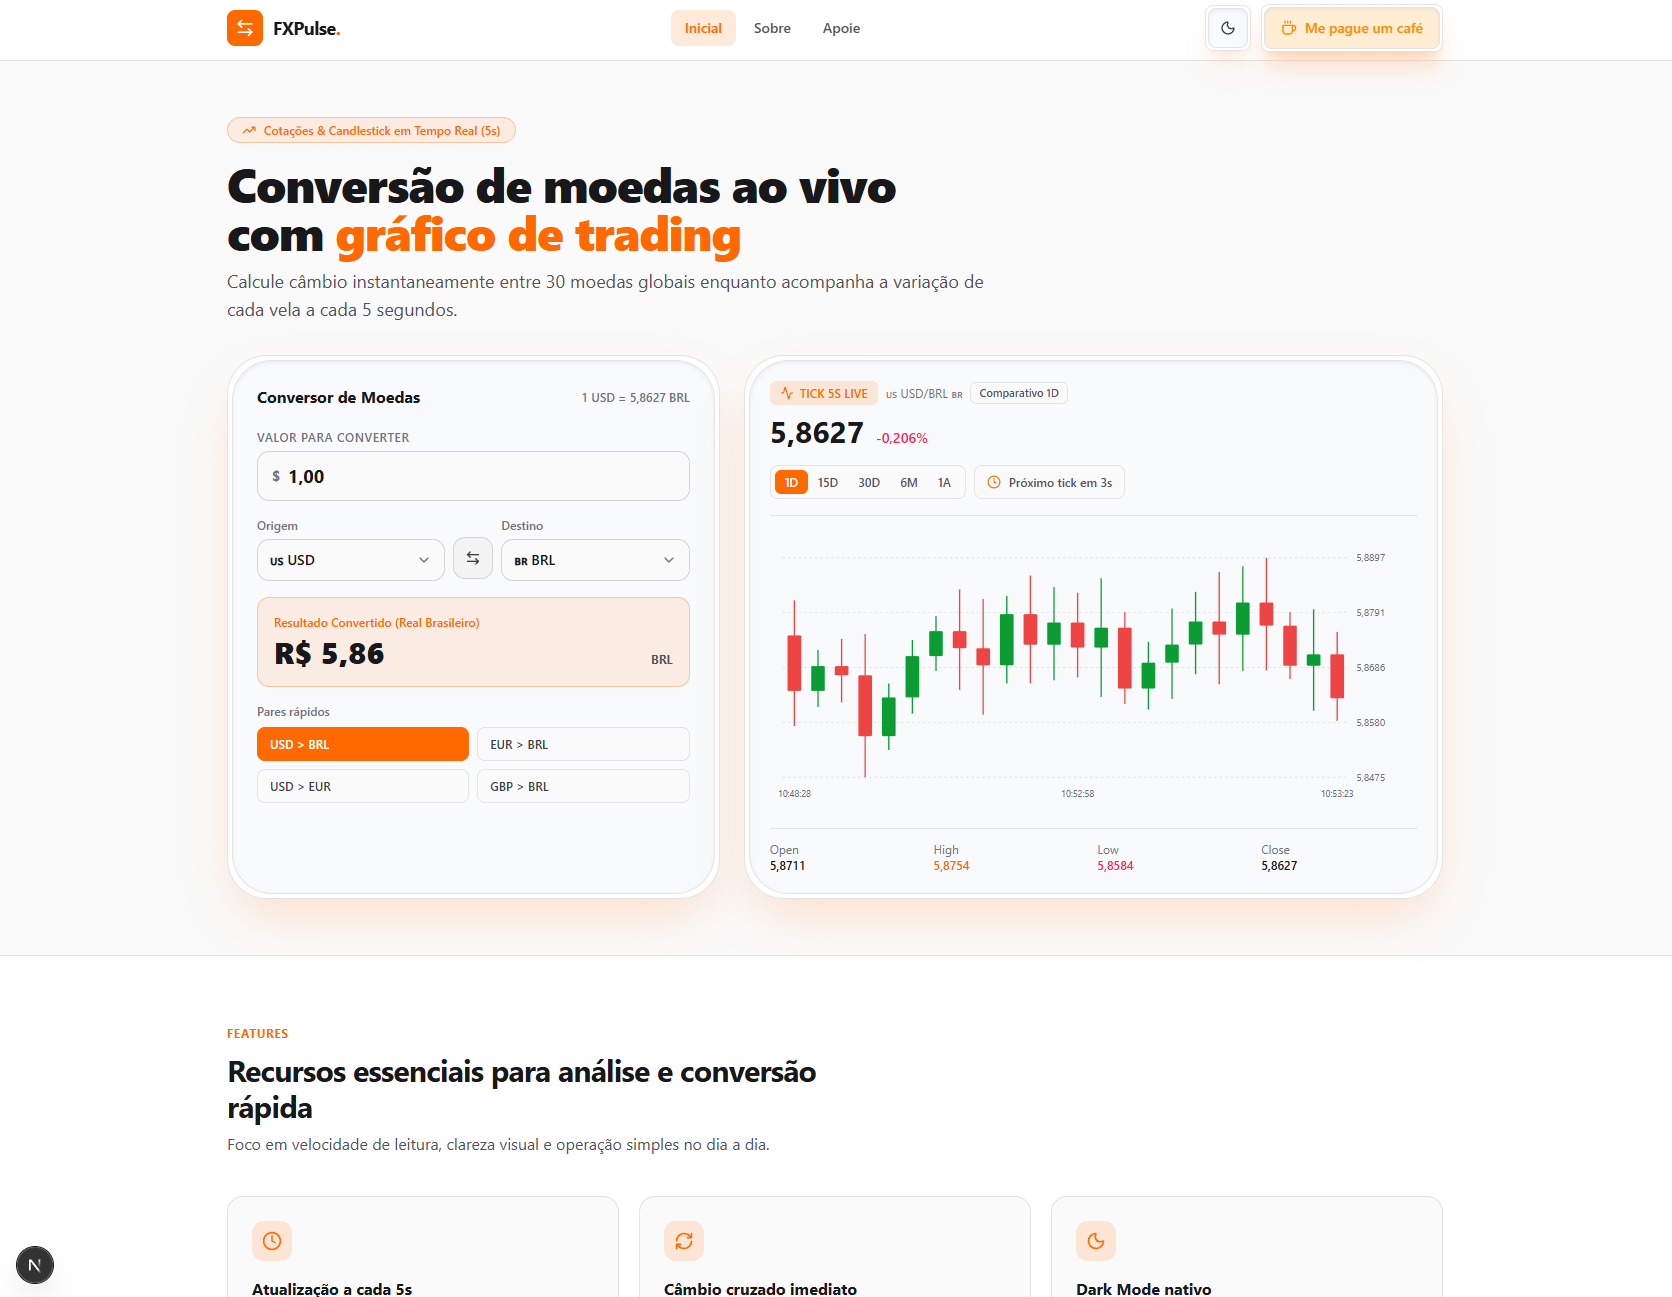 FXPulse.
Inicial
Sobre
Apoie
Me pague um café
Cotações & Candlestick em Tempo Real (5s)
Conversão de moedas ao vivo
com gráfico de trading
Calcule câmbio instantaneamente entre 30 moedas globais enquanto acompanha a variação de
cada vela a cada 5 segundos.
Conversor de Moedas
1 USD = 5,8627 BRL
VALOR PARA CONVERTER
$ 1,00
Origem
Destino
US USD
BR BRL
Resultado Convertido (Real Brasileiro)
R$ 5,86
BRL
Pares rápidos
USD > BRL
EUR > BRL
USD > EUR
GBP > BRL
TICK 5S LIVE
US USD/BRL BR
Comparativo 1D
5,8627
-0,206%
1D
15D
30D
6M
1A
Próximo tick em 3s
5,8897
5,8791
5,8686
5,8580
5,8475
10:48:28
10:52:58
10:53:23
Open
5,8711
High
5,8754
Low
5,8584
Close
5,8627
FEATURES
Recursos essenciais para análise e conversão
rápida
Foco em velocidade de leitura, clareza visual e operação simples no dia a dia.
Atualização a cada 5s
Câmbio cruzado imediato
Dark Mode nativo
N